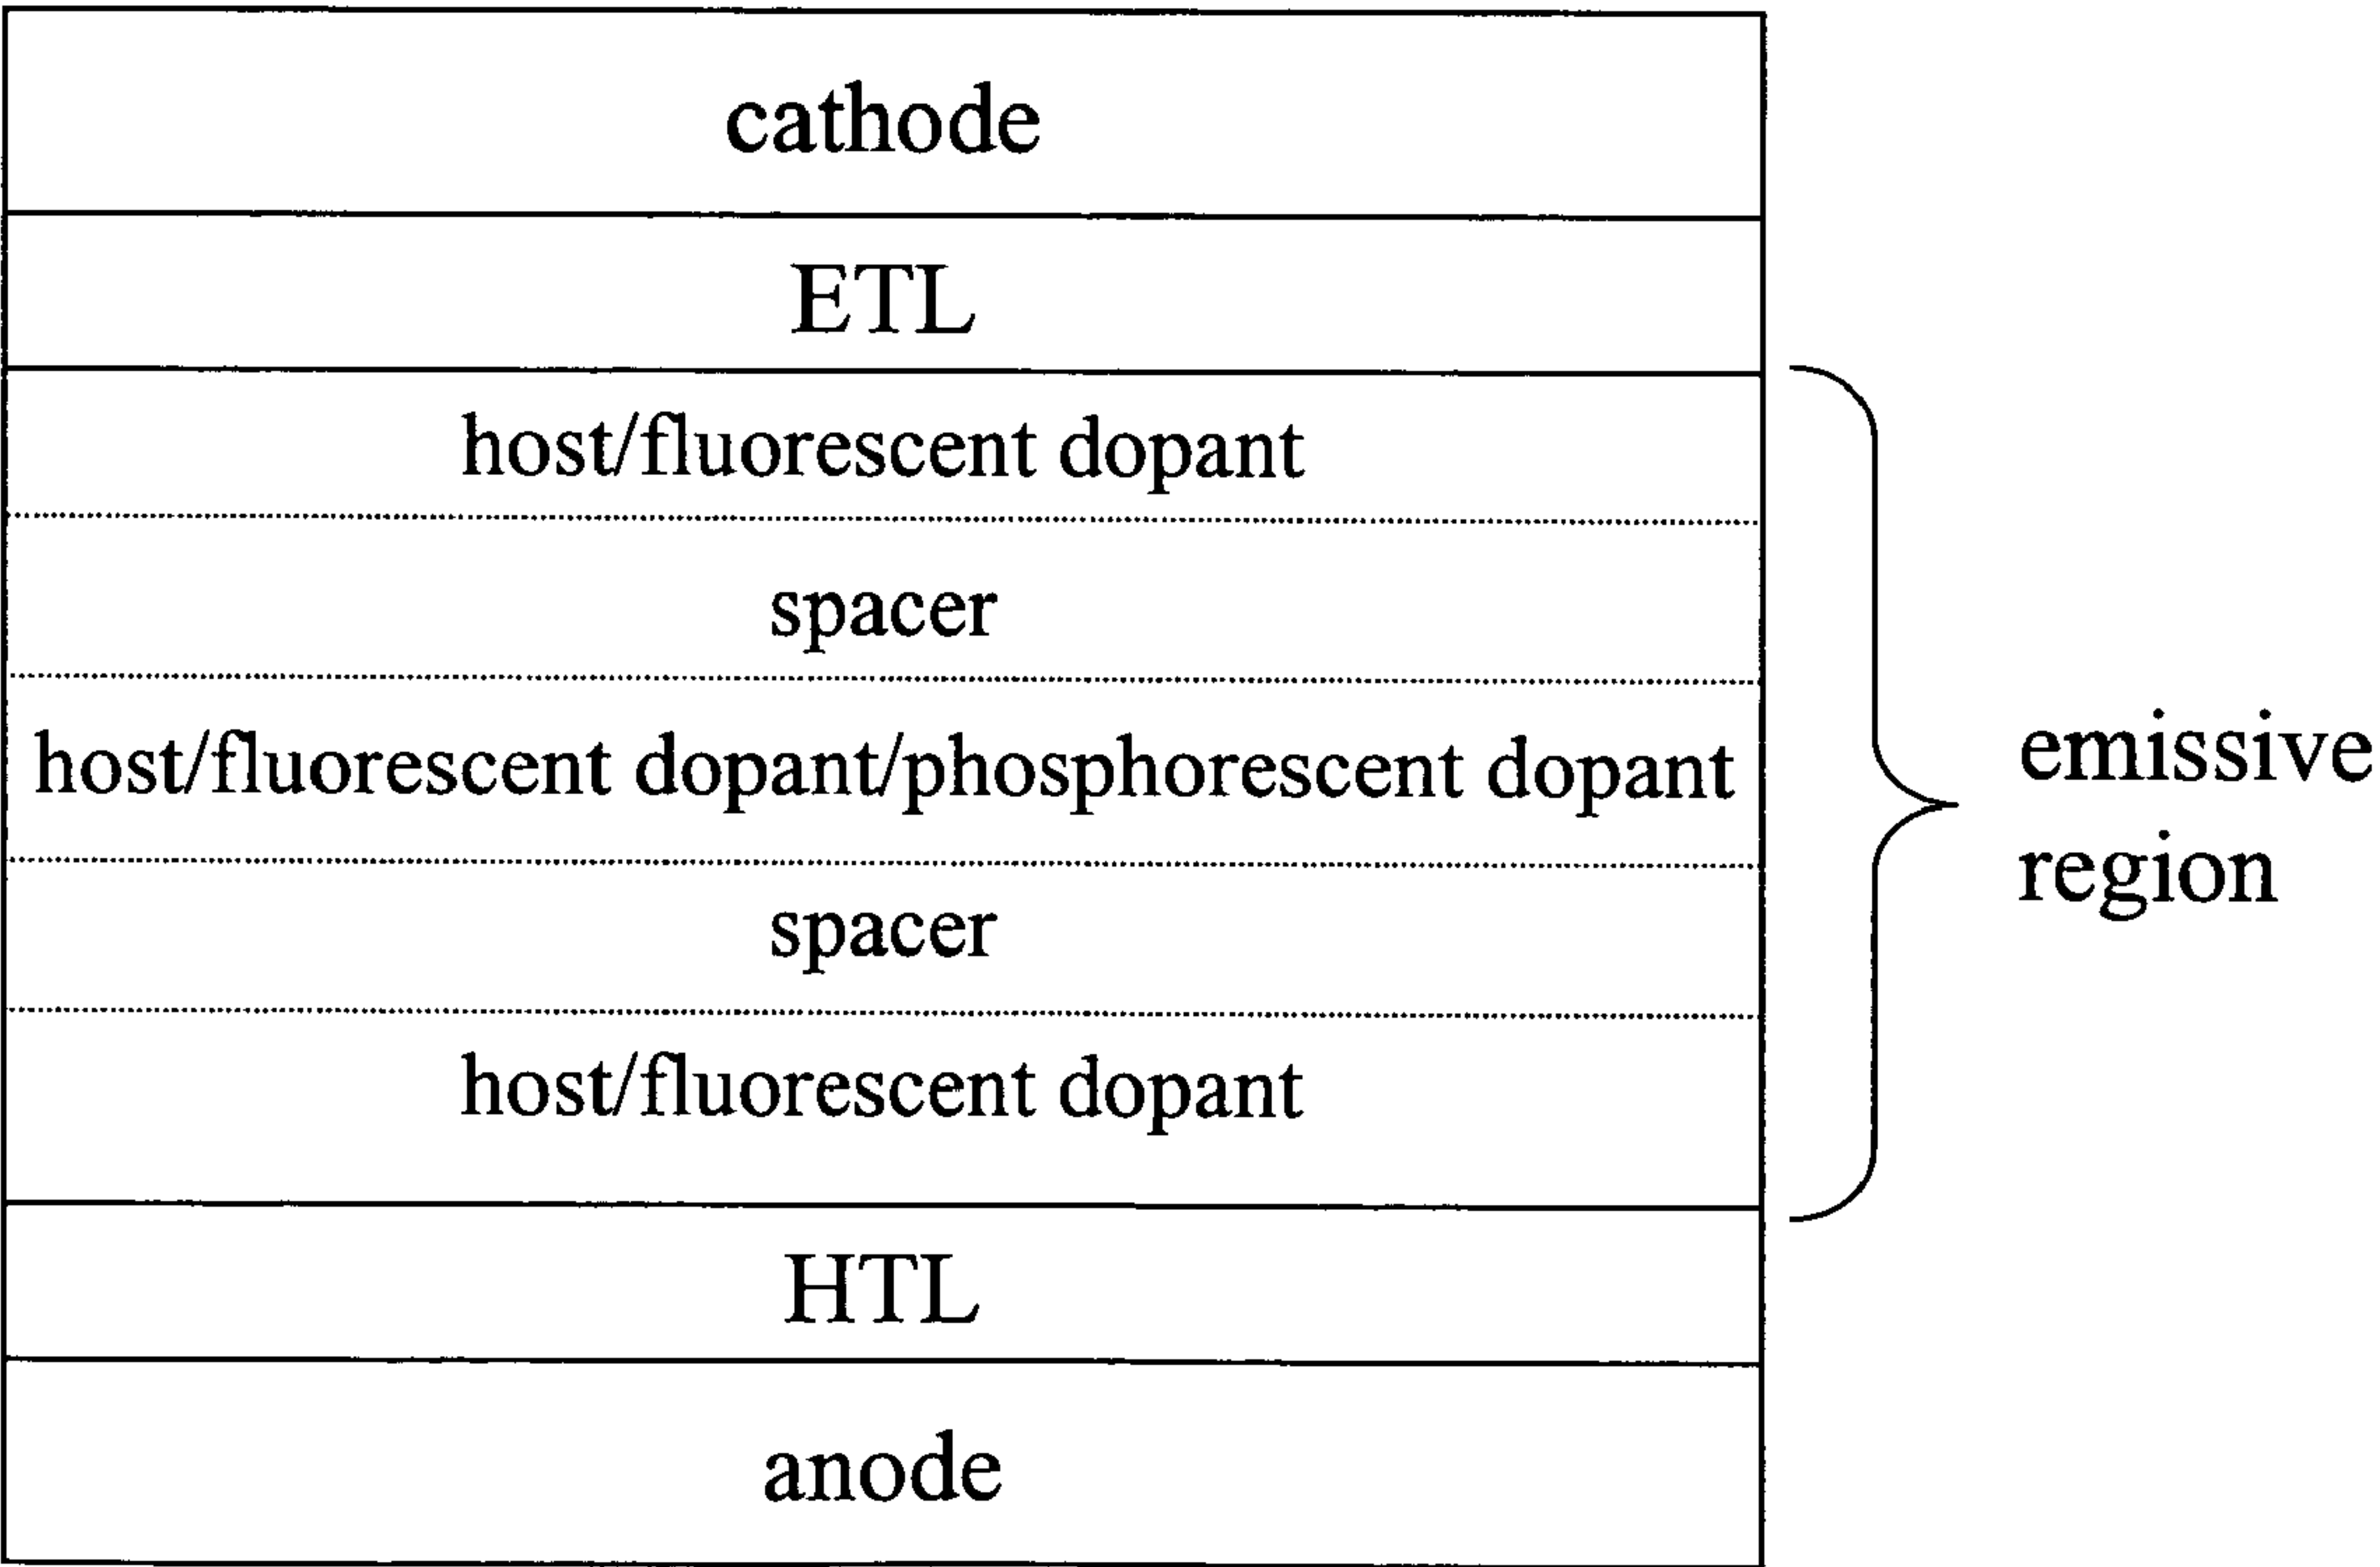 cathode
ETL
host/fluorescent dopant
spacer
host/fluorescent dopant/phosphorescent dopant
spacer
host/fluorescent dopant
HTL
anode
emissive
region